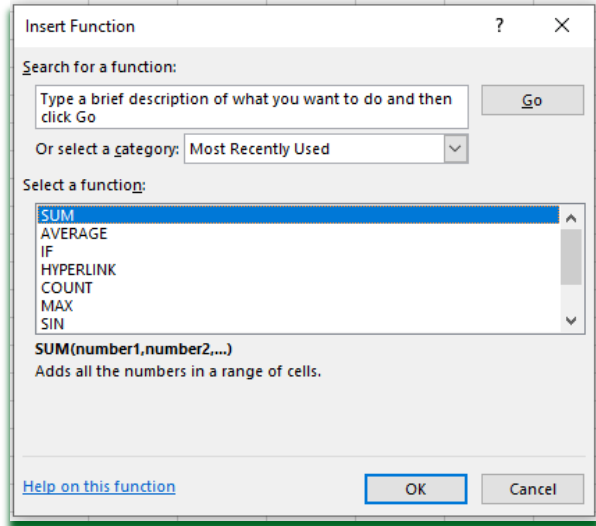 Insert Function ? X
Search for a function:
Type a brief description of what you want to do and then
click Go
Go
Or select a category: Most Recently Used
Select a function:
SUM
AVERAGE
IF
HYPERLINK
COUNT
MAX
SIN
SUM(number1,number2,...)
Adds all the numbers in a range of cells.
Help on this function
OK
Cancel